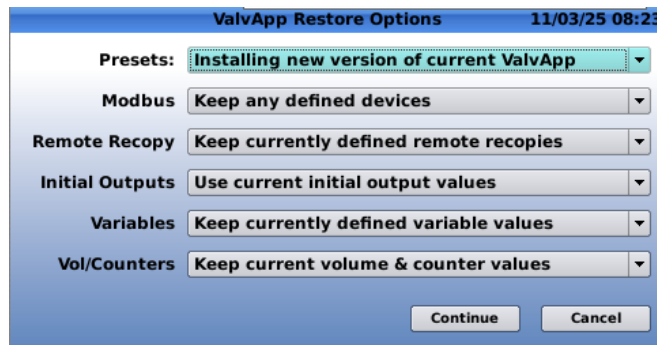 ValvApp Restore Options 11/03/25 08:23
Presets: Installing new version of current ValvApp
Modbus Keep any defined devices
Remote Recopy Keep currently defined remote recopies
Initial Outputs Use current initial output values
Variables Keep currently defined variable values
Vol/Counters Keep current volume & counter values
Continue Cancel